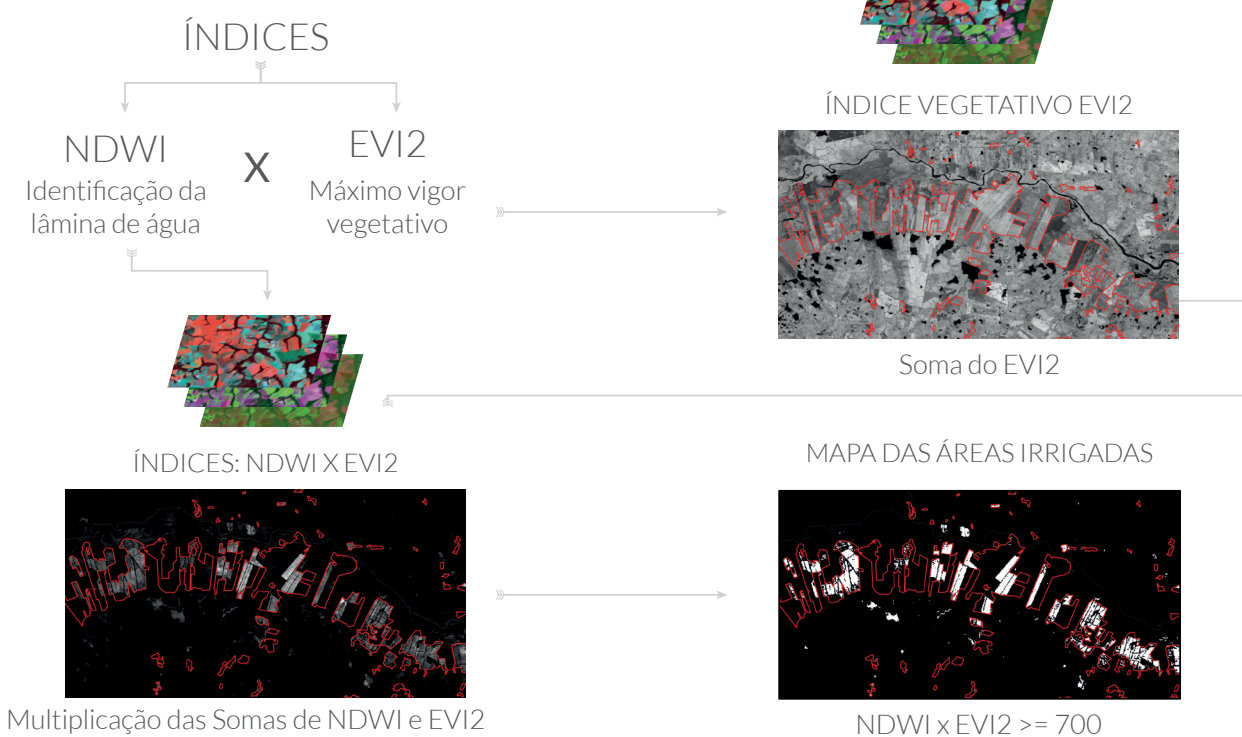 ÍNDICES
NDWI
X
EVI2
Identificação da
lâmina de água
Máximo vigor
vegetativo
ÍNDICE VEGETATIVO EVI2
Soma do EVI2
ÍNDICES: NDWI X EVI2
Multiplicação das Somas de NDWI e EVI2
MAPA DAS ÁREAS IRRIGADAS
NDWI x EVI2 >= 700